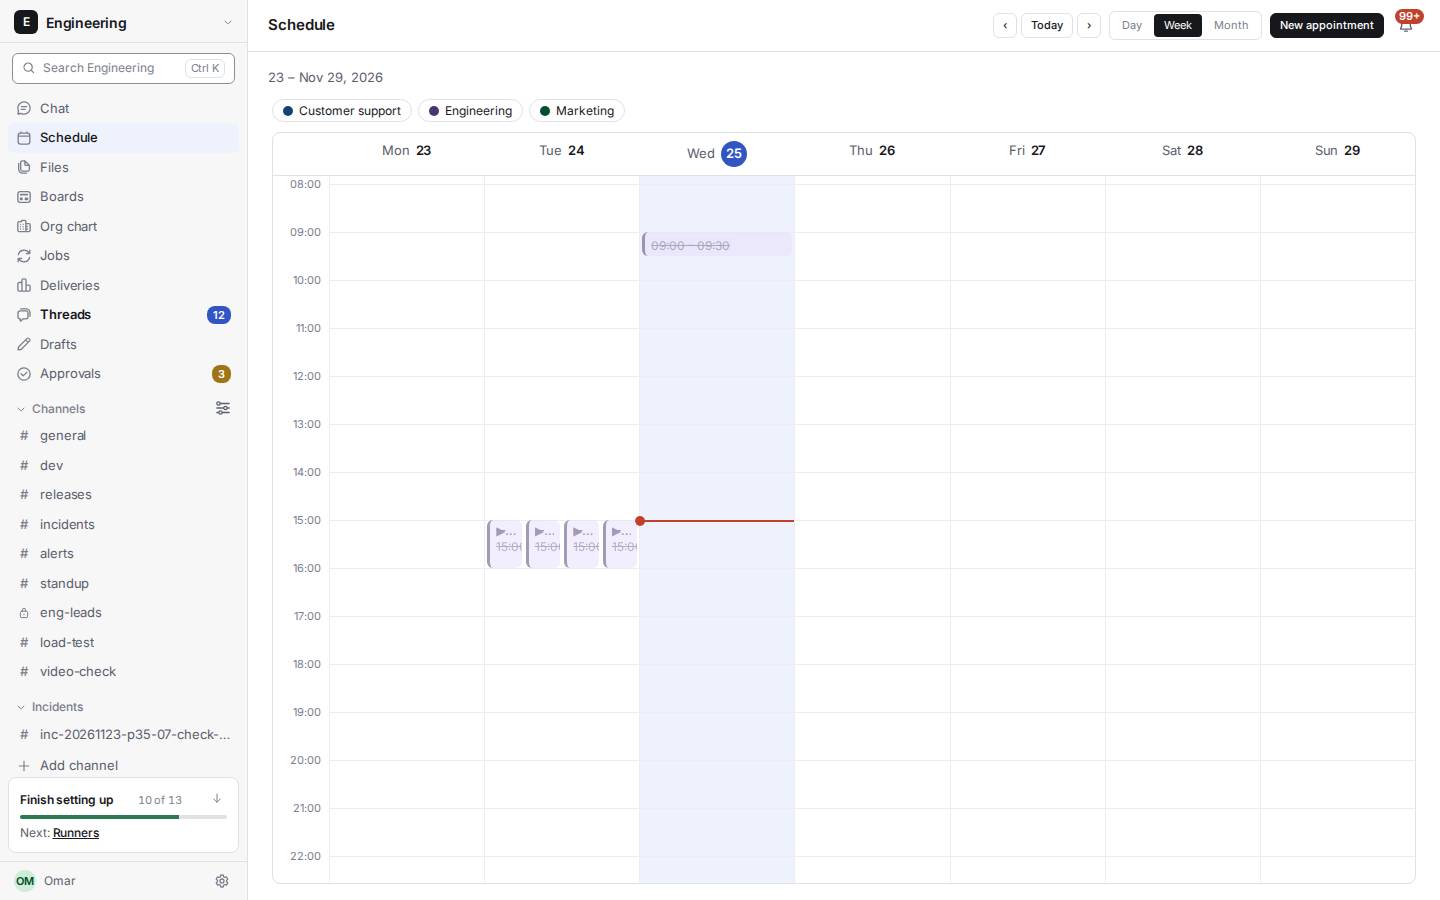 E Engineering
Search Engineering Ctrl K
Chat
Schedule
Files
Boards
Org chart
Jobs
Deliveries
Threads 12
Drafts
Approvals 3
Channels
# general
# dev
# releases
# incidents
# alerts
# standup
eng-leads
# load-test
# video-check
Incidents
# inc-20261123-p35-07-check-...
+ Add channel
Finish setting up 10 of 13
Next: Runners
OM Omar
Schedule
‹ Today › Day Week Month New appointment 99+
23 – Nov 29, 2026
Customer support Engineering Marketing
Mon 23 Tue 24 Wed 25 Thu 26 Fri 27 Sat 28 Sun 29
08:00
09:00
09:00 – 09:30
10:00
11:00
12:00
13:00
14:00
15:00
16:00
17:00
18:00
19:00
20:00
21:00
22:00